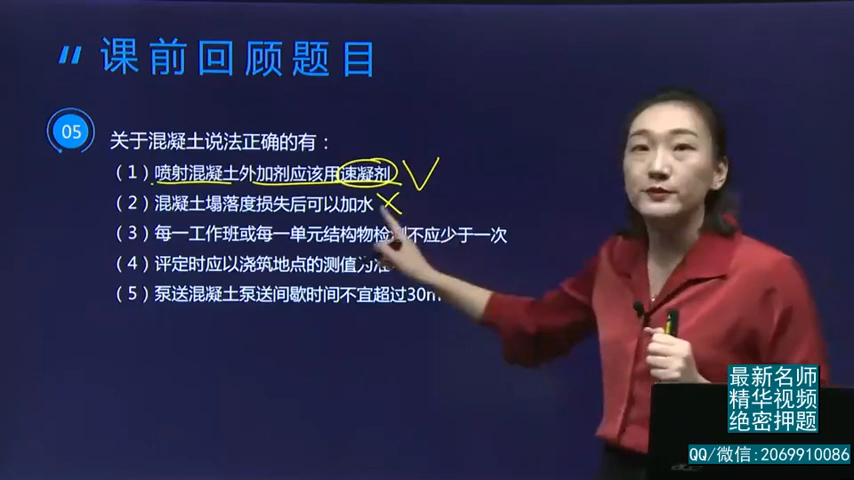 课前回顾题目
05
关于混凝土说法正确的有：
（1）喷射混凝土外加剂应该用速凝剂
（2）混凝土塌落度损失后可以加水
（3）每一工作班或每一单元结构物检测不应少于一次
（4）评定时应以浇筑地点的测值为准
（5）泵送混凝土泵送间歇时间不宜超过30m
最新名师
精华视频
绝密押题
QQ/微信:2069910086